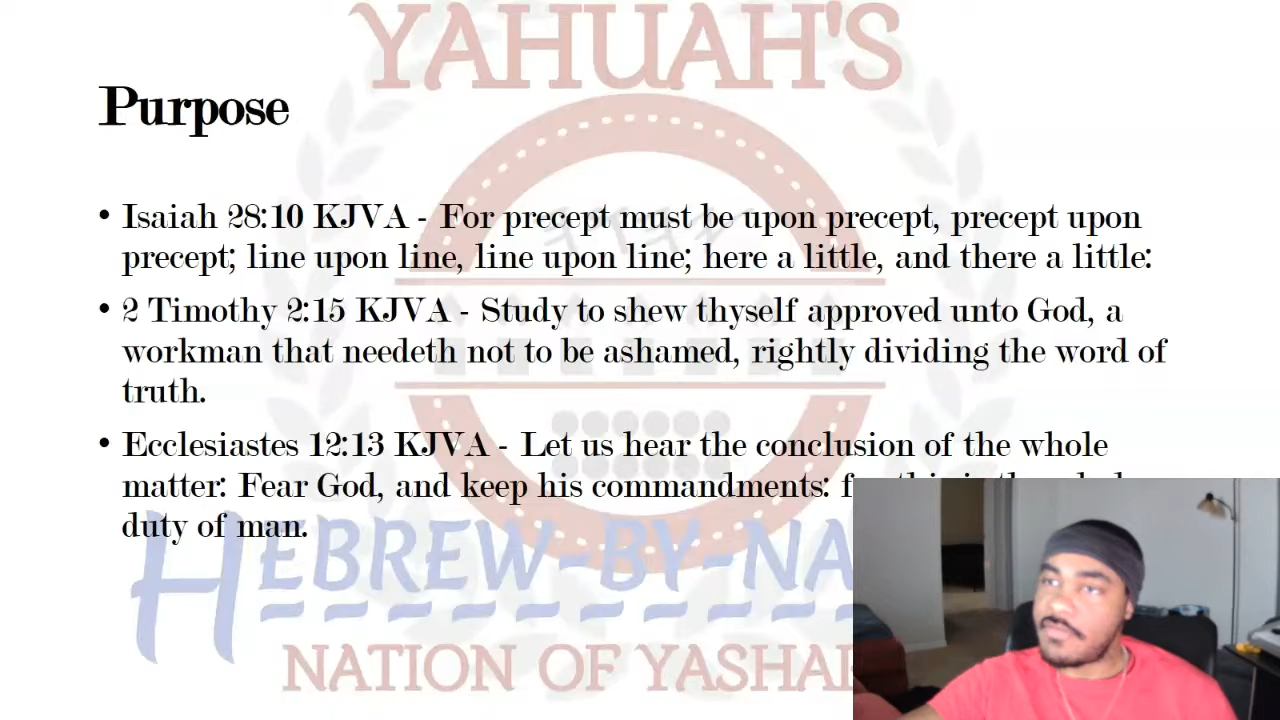 YAHUAH'S
Purpose
• Isaiah 28:10 KJVA - For precept must be upon precept, precept upon
precept; line upon line, line upon line; here a little, and there a little:
• 2 Timothy 2:15 KJVA - Study to shew thyself approved unto God, a
workman that needeth not to be ashamed, rightly dividing the word of
truth.
• Ecclesiastes 12:13 KJVA - Let us hear the conclusion of the whole
matter: Fear God, and keep his commandments:
duty of man.
HEBREW-BY-NA
NATION OF YASHA